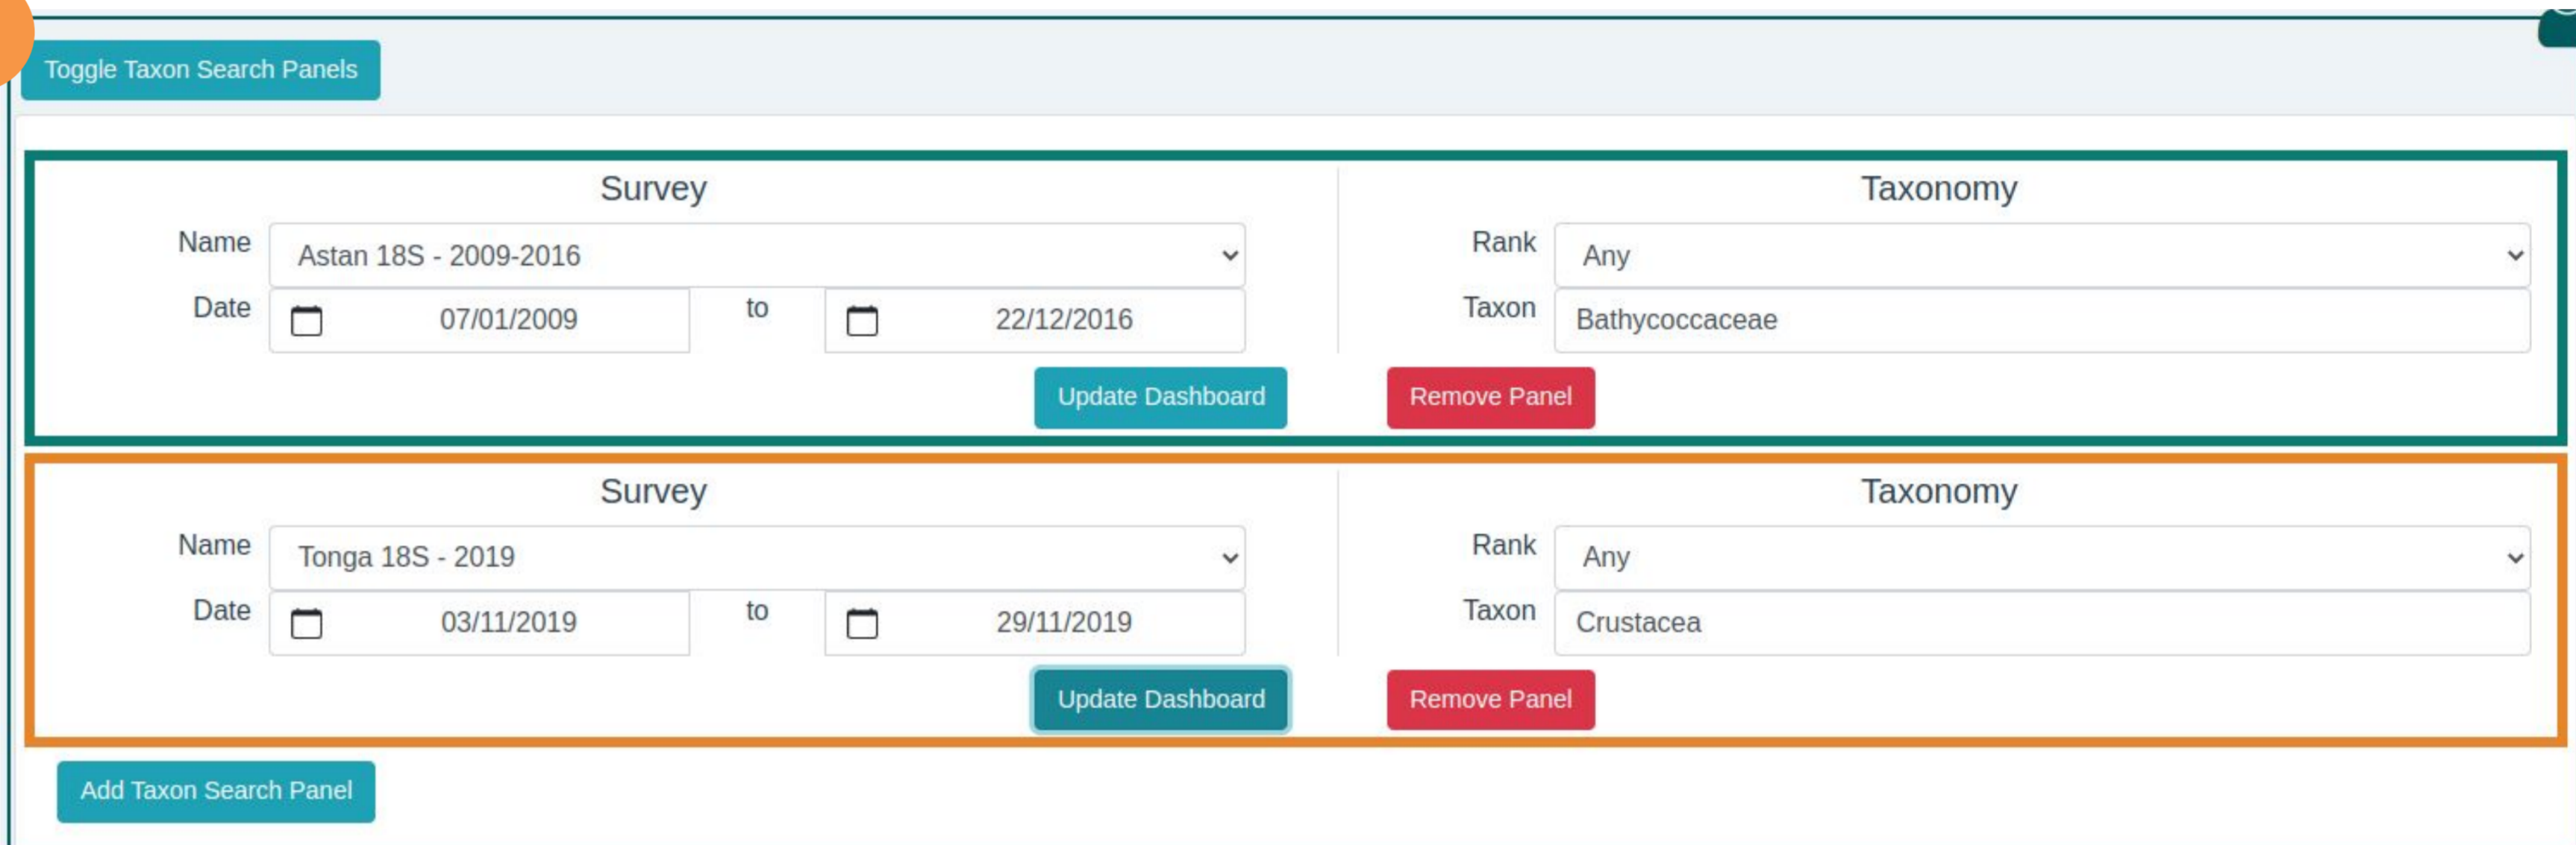 Toggle Taxon Search Panels
Survey
Taxonomy
Name
Astan 18S - 2009-2016
Rank
Any
Date
07/01/2009
to
22/12/2016
Taxon
Bathycoccaceae
Update Dashboard
Remove Panel
Survey
Taxonomy
Name
Tonga 18S - 2019
Rank
Any
Date
03/11/2019
to
29/11/2019
Taxon
Crustacea
Update Dashboard
Remove Panel
Add Taxon Search Panel